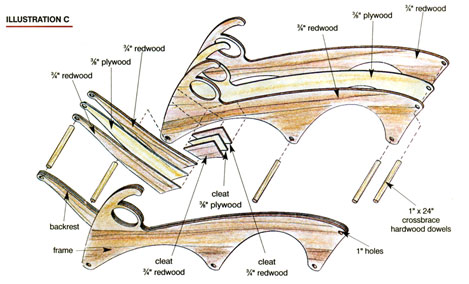 ILLUSTRATION C
¾" redwood
¾" plywood
¾" redwood
¾" redwood
⅝" plywood
¾" redwood
cleat
⅝" plywood
1" x 24"
crossbrace
hardwood dowels
backrest
frame
cleat
¾" redwood
cleat
¾" redwood
1" holes